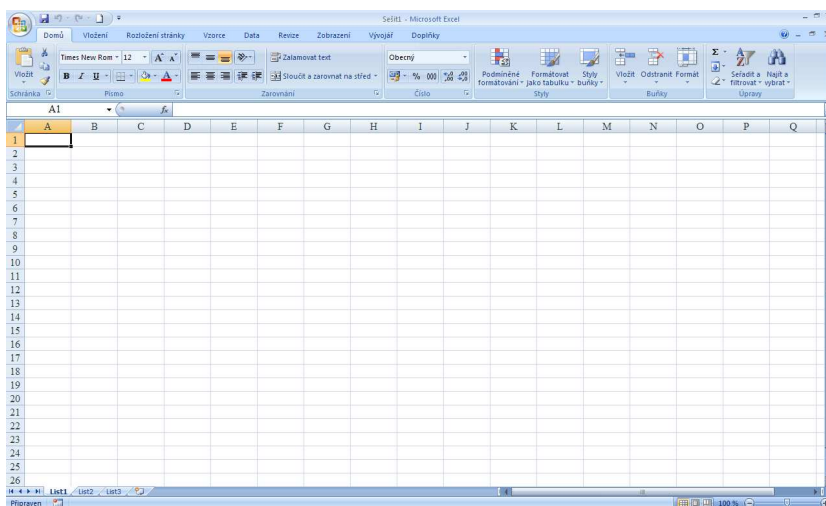 Sešit1 - Microsoft Excel
Domů Vložení Rozložení stránky Vzorce Data Revize Zobrazení Vývojář Doplňky
Times New Rom 12 A A Zalamovat text Obecný Σ
Vložit B I U A Sloučit a zarovnat na střed % 000 ,00 ,00 Podmíněné formátování Formátovat jako tabulku Styly buňky Vložit Odstranit Formát Seřadit a filtrovat Najít a vybrat
Schránka Písmo Zarovnání Číslo Styly Buňky Úpravy
A1 fx
A B C D E F G H I J K L M N O P Q
1
2
3
4
5
6
7
8
9
10
11
12
13
14
15
16
17
18
19
20
21
22
23
24
25
26
List1 List2 List3
Připraven 100 %